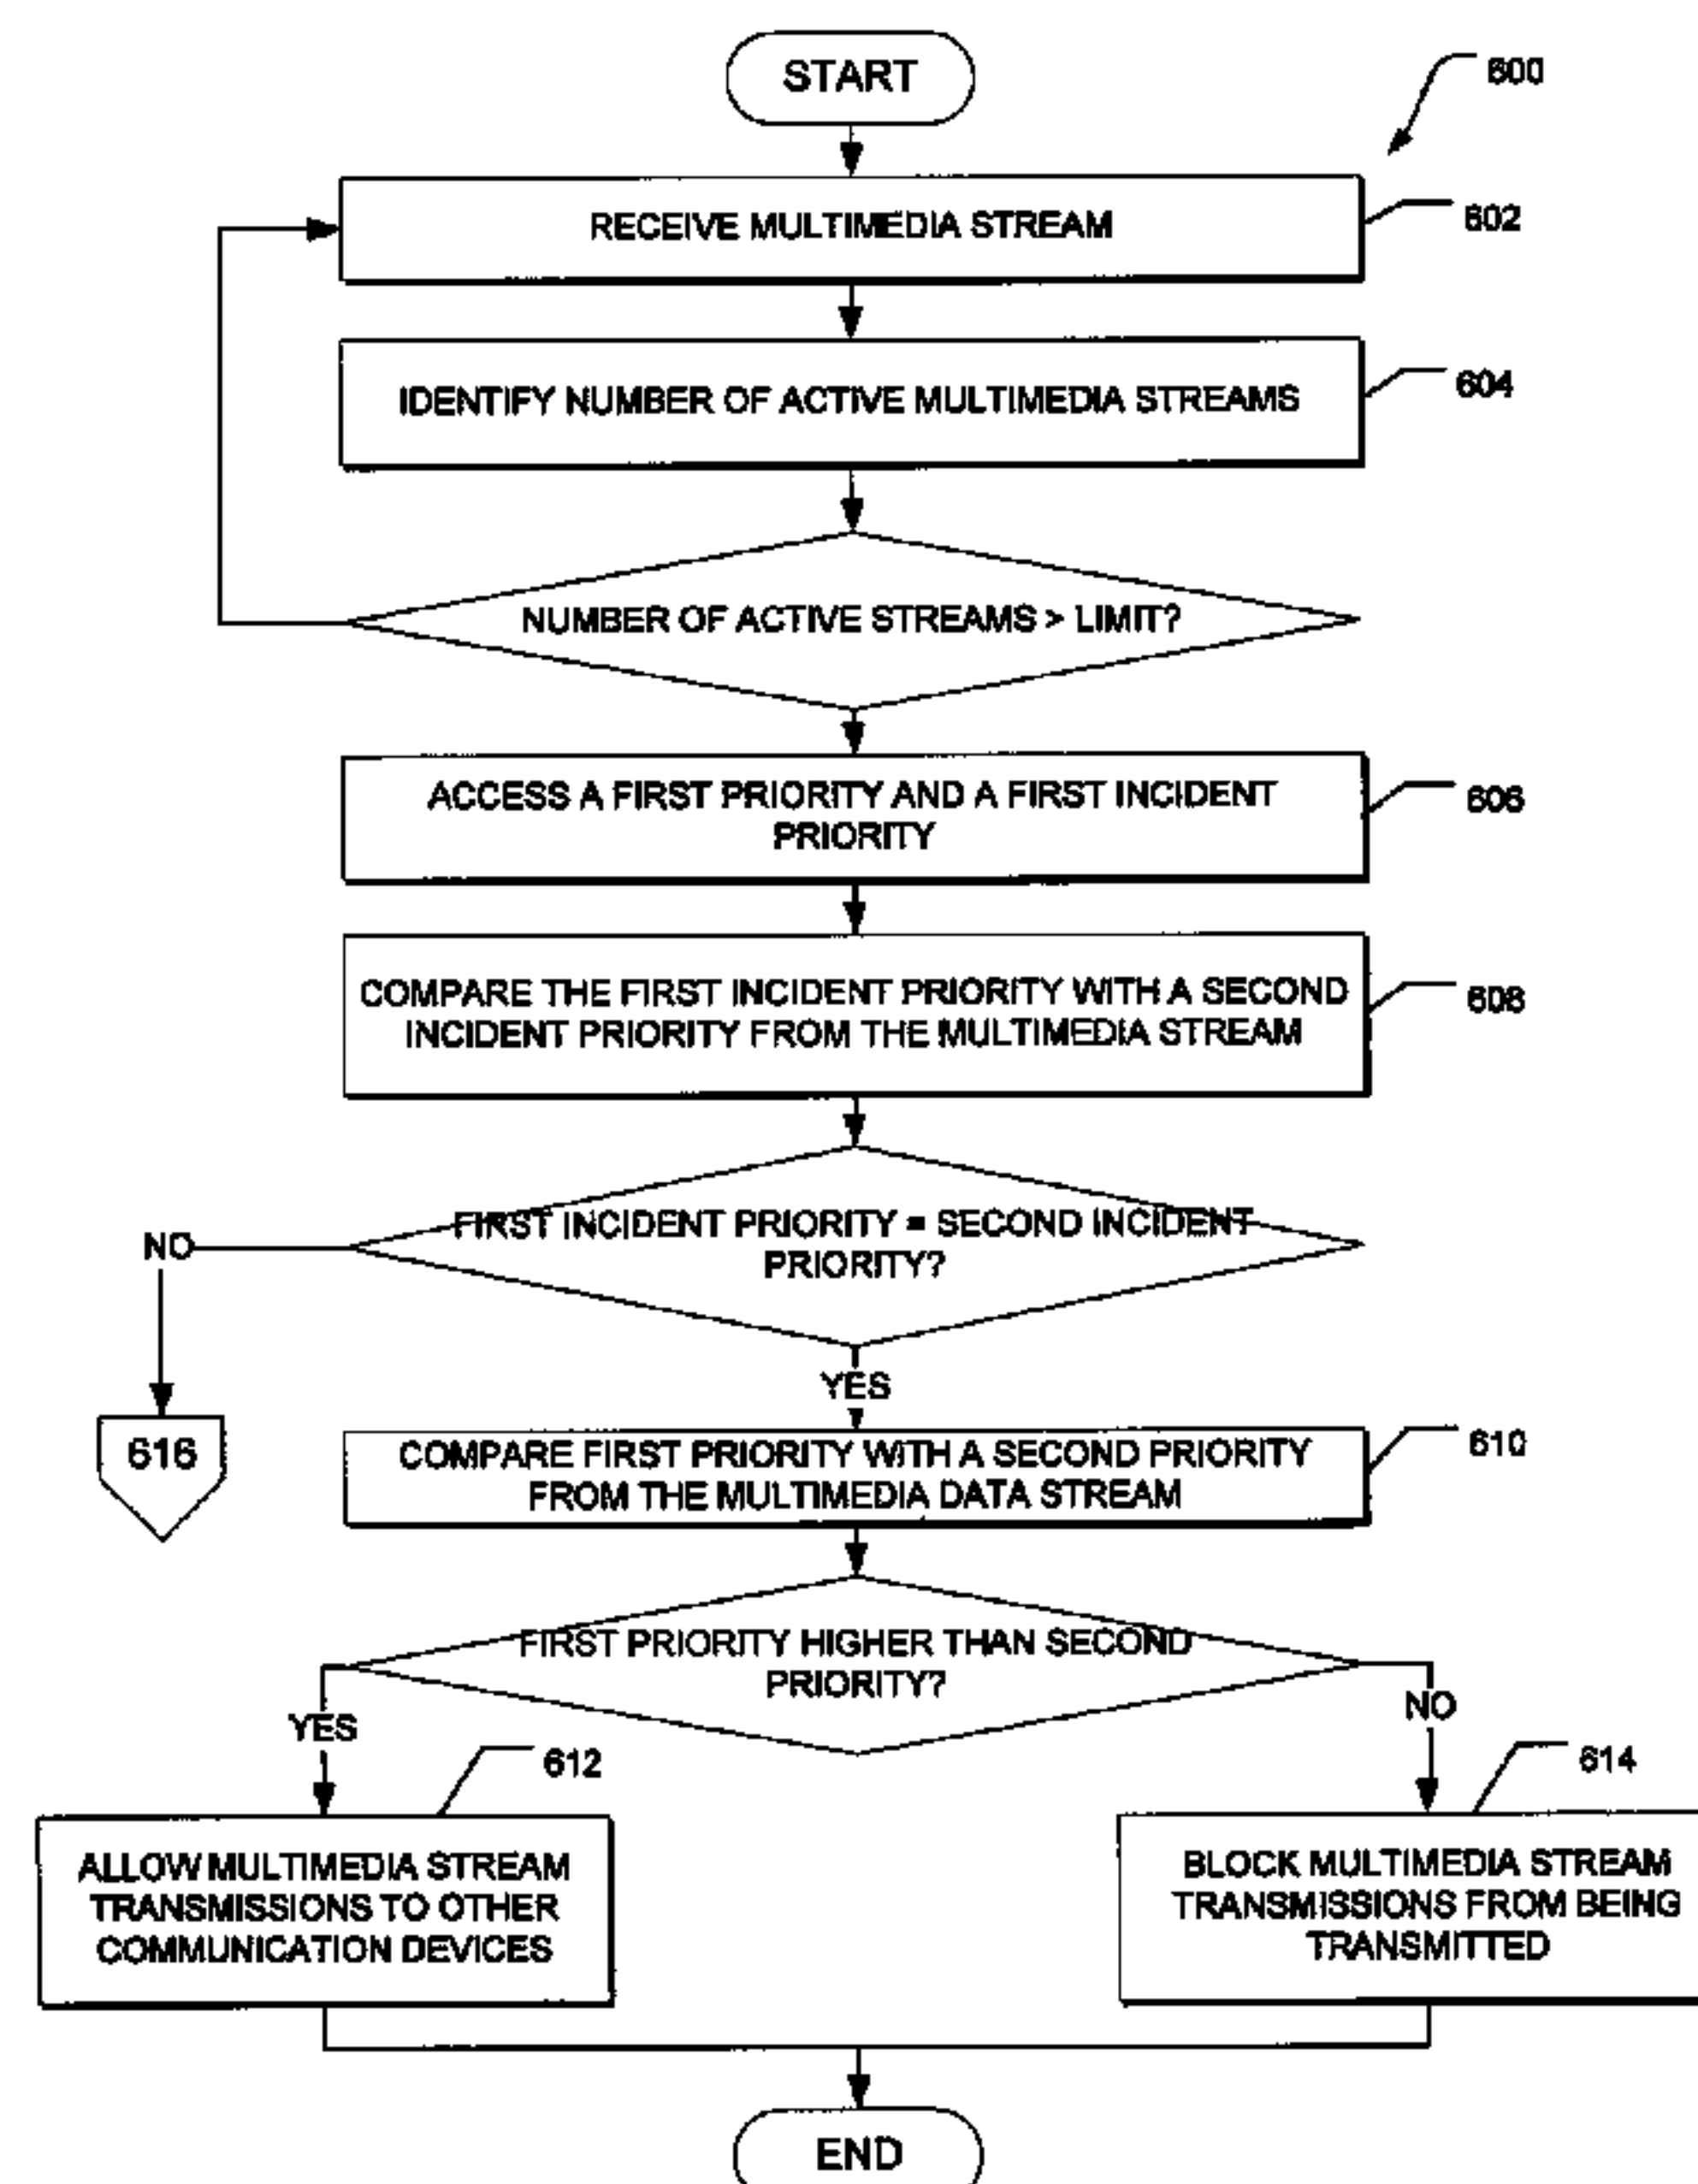 START
600
RECEIVE MULTIMEDIA STREAM
602
IDENTIFY NUMBER OF ACTIVE MULTIMEDIA STREAMS
604
NUMBER OF ACTIVE STREAMS > LIMIT?
ACCESS A FIRST PRIORITY AND A FIRST INCIDENT
PRIORITY
606
COMPARE THE FIRST INCIDENT PRIORITY WITH A SECOND
INCIDENT PRIORITY FROM THE MULTIMEDIA STREAM
608
FIRST INCIDENT PRIORITY = SECOND INCIDENT
PRIORITY?
NO
YES
616
COMPARE FIRST PRIORITY WITH A SECOND PRIORITY
FROM THE MULTIMEDIA DATA STREAM
610
FIRST PRIORITY HIGHER THAN SECOND
PRIORITY?
YES
NO
612
614
ALLOW MULTIMEDIA STREAM
TRANSMISSIONS TO OTHER
COMMUNICATION DEVICES
BLOCK MULTIMEDIA STREAM
TRANSMISSIONS FROM BEING
TRANSMITTED
END